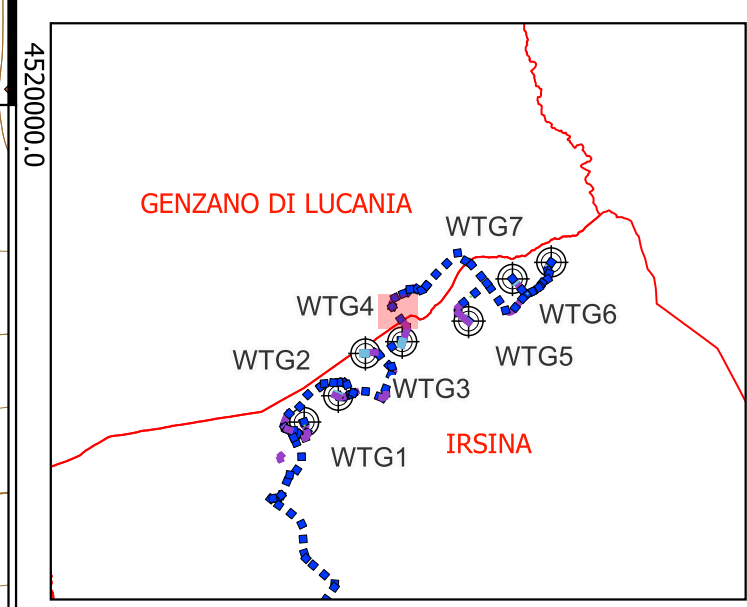 4520000.0
GENZANO DI LUCANIA
WTG7
WTG4
WTG6
WTG2
WTG5
WTG3
IRSINA
WTG1